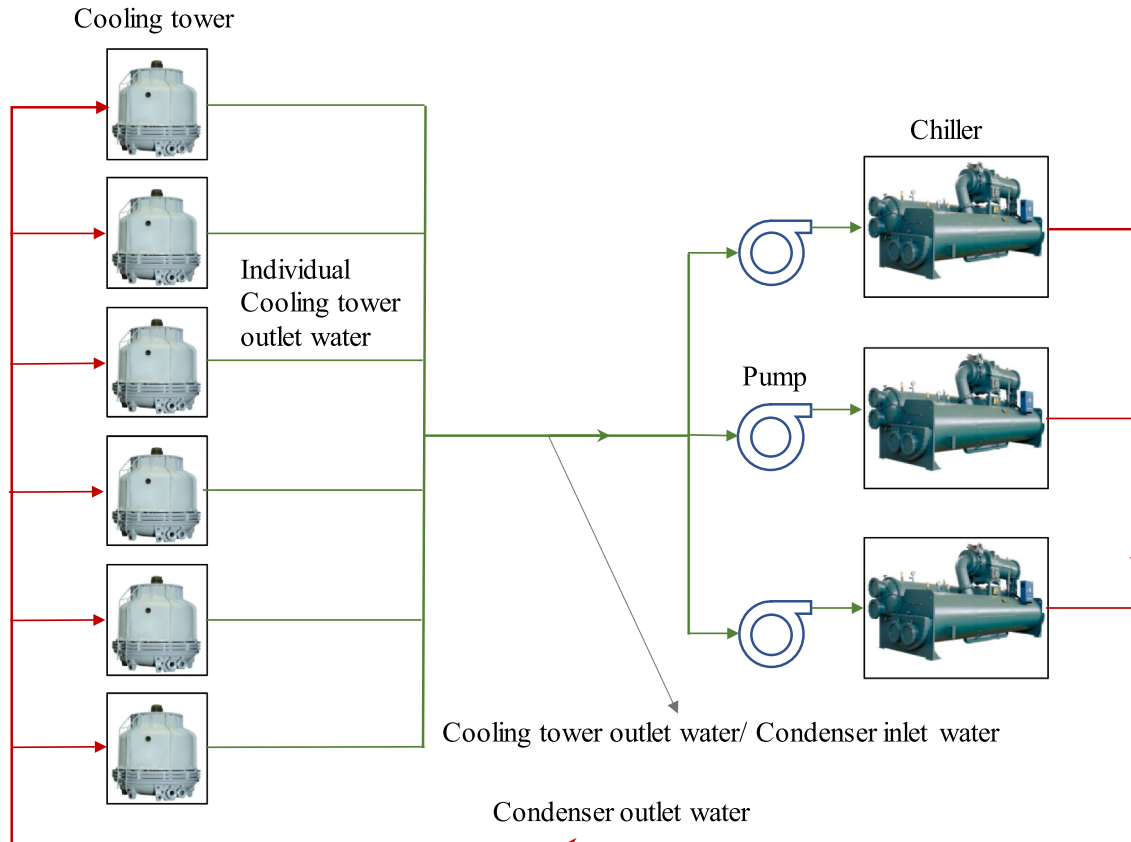 Cooling tower
Chiller
Individual
Cooling tower
outlet water
Pump
Cooling tower outlet water/ Condenser inlet water
Condenser outlet water